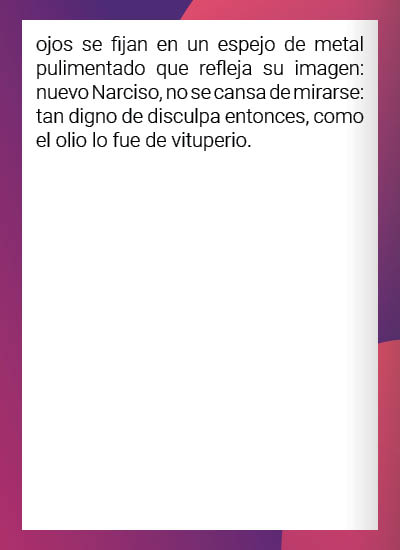 ojos se fijan en un espejo de metal
pulimentado que refleja su imagen:
nuevo Narciso, no se cansa de mirarse:
tan digno de disculpa entonces, como
el olio lo fue de vituperio.